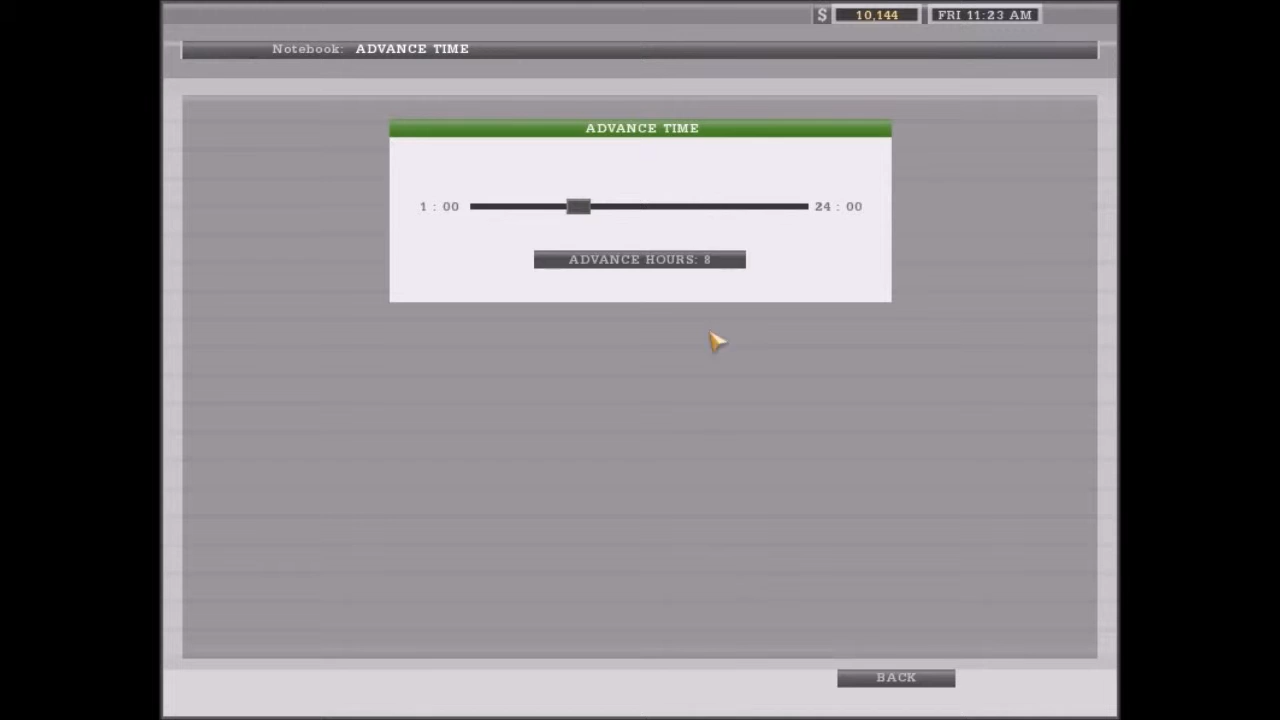 $ 10,144 FRI 11:23 AM
Notebook: ADVANCE TIME
ADVANCE TIME
1 : 00 24 : 00
ADVANCE HOURS: 8
BACK